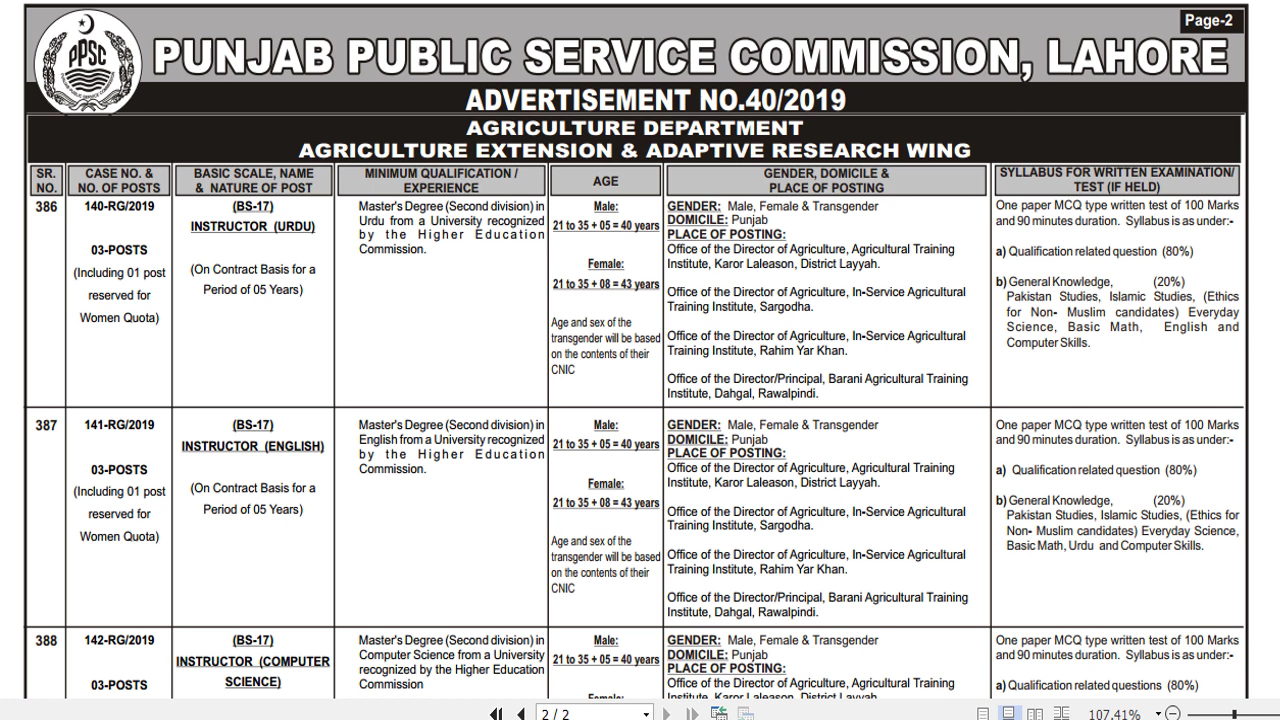 Page-2
PPSC
PUNJAB PUBLIC SERVICE COMMISSION, LAHORE
ADVERTISEMENT NO.40/2019
AGRICULTURE DEPARTMENT
AGRICULTURE EXTENSION & ADAPTIVE RESEARCH WING
SR. NO.
CASE NO. & NO. OF POSTS
BASIC SCALE, NAME & NATURE OF POST
MINIMUM QUALIFICATION / EXPERIENCE
AGE
GENDER, DOMICILE & PLACE OF POSTING
SYLLABUS FOR WRITTEN EXAMINATION/ TEST (IF HELD)
386
140-RG/2019
03-POSTS
(Including 01 post
reserved for
Women Quota)
(BS-17)
INSTRUCTOR (URDU)
(On Contract Basis for a
Period of 05 Years)
Master's Degree (Second division) in
Urdu from a University recognized
by the Higher Education
Commission.
Male:
21 to 35 + 05 = 40 years
Female:
21 to 35 + 08 = 43 years
Age and sex of the
transgender will be based
on the contents of their
CNIC
GENDER: Male, Female & Transgender
DOMICILE: Punjab
PLACE OF POSTING:
Office of the Director of Agriculture, Agricultural Training
Institute, Karor Laleason, District Layyah.
Office of the Director of Agriculture, In-Service Agricultural
Training Institute, Sargodha.
Office of the Director of Agriculture, In-Service Agricultural
Training Institute, Rahim Yar Khan.
Office of the Director/Principal, Barani Agricultural Training
Institute, Dahgal, Rawalpindi.
One paper MCQ type written test of 100 Marks
and 90 minutes duration. Syllabus is as under:-
a) Qualification related question (80%)
b) General Knowledge, (20%)
Pakistan Studies, Islamic Studies, (Ethics
for Non- Muslim candidates) Everyday
Science, Basic Math, English and
Computer Skills.
387
141-RG/2019
03-POSTS
(Including 01 post
reserved for
Women Quota)
(BS-17)
INSTRUCTOR (ENGLISH)
(On Contract Basis for a
Period of 05 Years)
Master's Degree (Second division) in
English from a University recognized
by the Higher Education
Commission.
Male:
21 to 35 + 05 = 40 years
Female:
21 to 35 + 08 = 43 years
Age and sex of the
transgender will be based
on the contents of their
CNIC
GENDER: Male, Female & Transgender
DOMICILE: Punjab
PLACE OF POSTING:
Office of the Director of Agriculture, Agricultural Training
Institute, Karor Laleason, District Layyah.
Office of the Director of Agriculture, In-Service Agricultural
Training Institute, Sargodha.
Office of the Director of Agriculture, In-Service Agricultural
Training Institute, Rahim Yar Khan.
Office of the Director/Principal, Barani Agricultural Training
Institute, Dahgal, Rawalpindi.
One paper MCQ type written test of 100 Marks
and 90 minutes duration. Syllabus is as under:-
a) Qualification related question (80%)
b) General Knowledge, (20%)
Pakistan Studies, Islamic Studies, (Ethics for
Non- Muslim candidates) Everyday Science,
Basic Math, Urdu and Computer Skills.
388
142-RG/2019
03-POSTS
(BS-17)
INSTRUCTOR (COMPUTER
SCIENCE)
Master's Degree (Second division) in
Computer Science from a University
recognized by the Higher Education
Commission
Male:
21 to 35 + 05 = 40 years
Female:
GENDER: Male, Female & Transgender
DOMICILE: Punjab
PLACE OF POSTING:
Office of the Director of Agriculture, Agricultural Training
Institute, Karor Laleason, District Layyah.
One paper MCQ type written test of 100 Marks
and 90 minutes duration. Syllabus is as under:-
a) Qualification related questions (80%)
2 / 2
107.41%